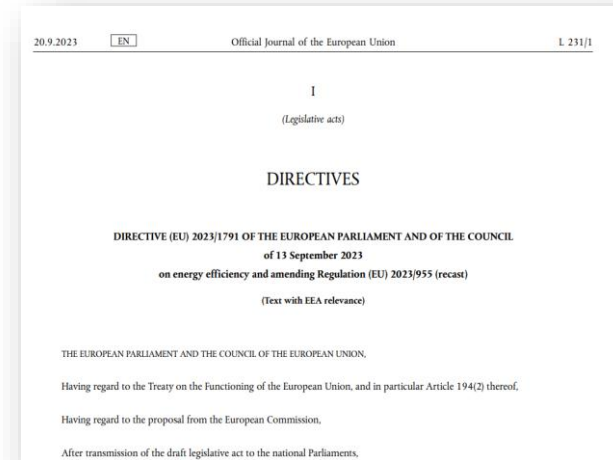 20.9.2023 EN Official Journal of the European Union L 231/1
I
(Legislative acts)
DIRECTIVES
DIRECTIVE (EU) 2023/1791 OF THE EUROPEAN PARLIAMENT AND OF THE COUNCIL
of 13 September 2023
on energy efficiency and amending Regulation (EU) 2023/955 (recast)
(Text with EEA relevance)
THE EUROPEAN PARLIAMENT AND THE COUNCIL OF THE EUROPEAN UNION,
Having regard to the Treaty on the Functioning of the European Union, and in particular Article 194(2) thereof,
Having regard to the proposal from the European Commission,
After transmission of the draft legislative act to the national Parliaments,